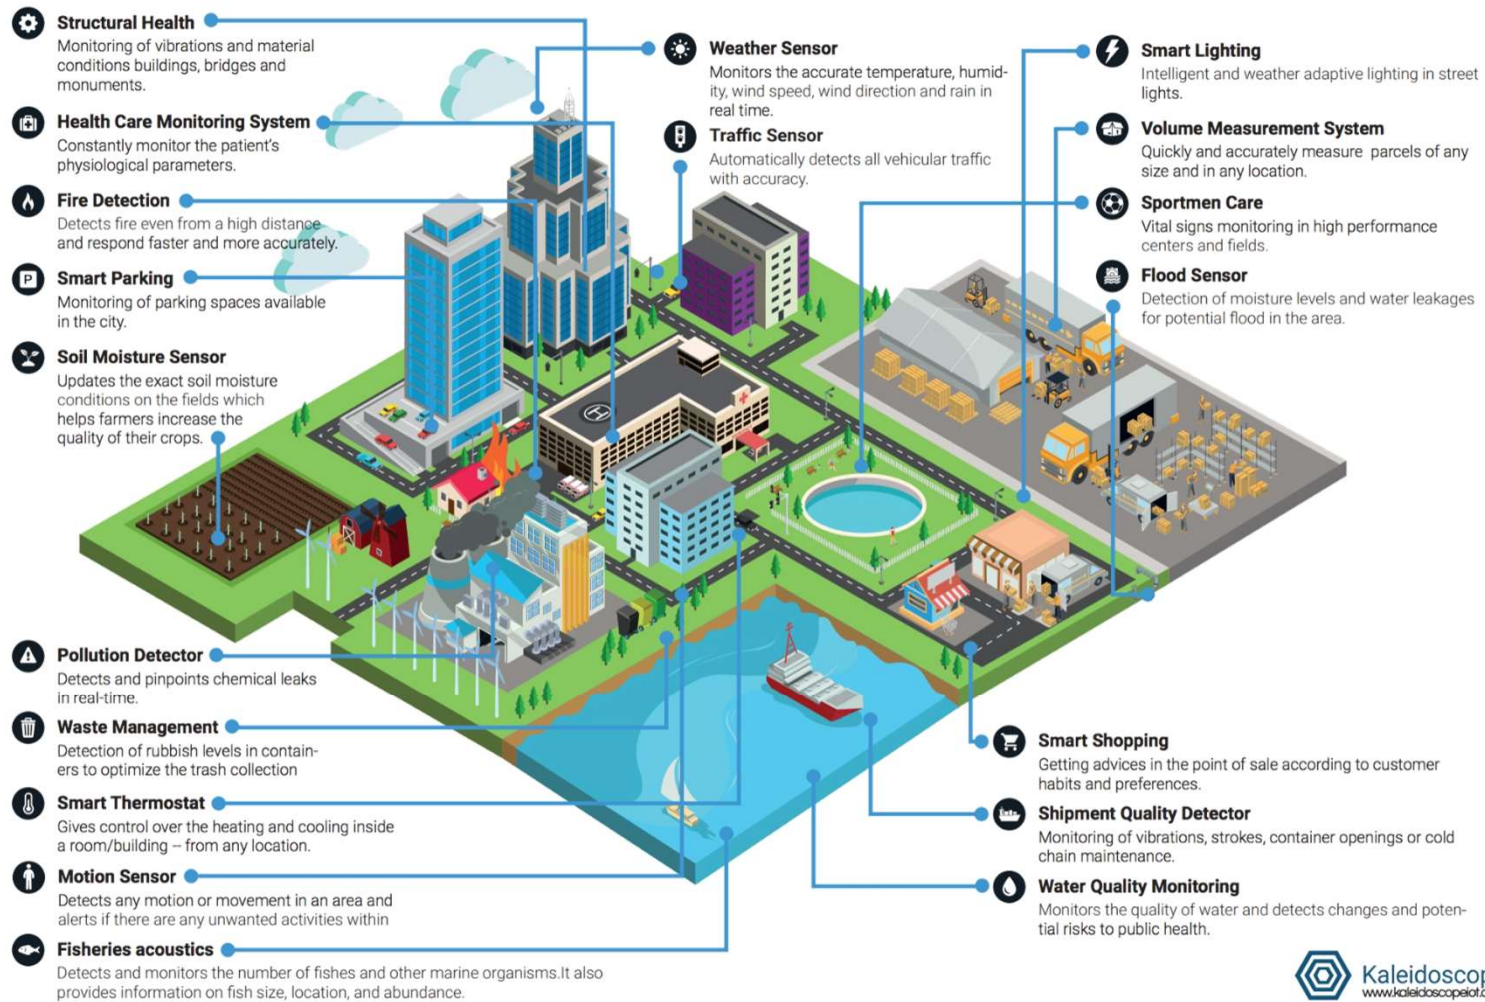 Structural Health
Monitoring of vibrations and material
conditions buildings, bridges and
monuments.
Health Care Monitoring System
Constantly monitor the patient's
physiological parameters.
Fire Detection
Detects fire even from a high distance
and respond faster and more accurately.
Smart Parking
Monitoring of parking spaces available
in the city.
Soil Moisture Sensor
Updates the exact soil moisture
conditions on the fields which
helps farmers increase the
quality of their crops.
Pollution Detector
Detects and pinpoints chemical leaks
in real-time.
Waste Management
Detection of rubbish levels in contain-
ers to optimize the trash collection
Smart Thermostat
Gives control over the heating and cooling inside
a room/building – from any location.
Motion Sensor
Detects any motion or movement in an area and
alerts if there are any unwanted activities within
Fisheries acoustics
Detects and monitors the number of fishes and other marine organisms.It also
provides information on fish size, location, and abundance.
Weather Sensor
Monitors the accurate temperature, humid-
ity, wind speed, wind direction and rain in
real time.
Traffic Sensor
Automatically detects all vehicular traffic
with accuracy.
Smart Lighting
Intelligent and weather adaptive lighting in street
lights.
Volume Measurement System
Quickly and accurately measure parcels of any
size and in any location.
Sportmen Care
Vital signs monitoring in high performance
centers and fields.
Flood Sensor
Detection of moisture levels and water leakages
for potential flood in the area.
Smart Shopping
Getting advices in the point of sale according to customer
habits and preferences.
Shipment Quality Detector
Monitoring of vibrations, strokes, container openings or cold
chain maintenance.
Water Quality Monitoring
Monitors the quality of water and detects changes and poten-
tial risks to public health.
P
H
Kaleidoscop
www.kaleidoscopeiot.c